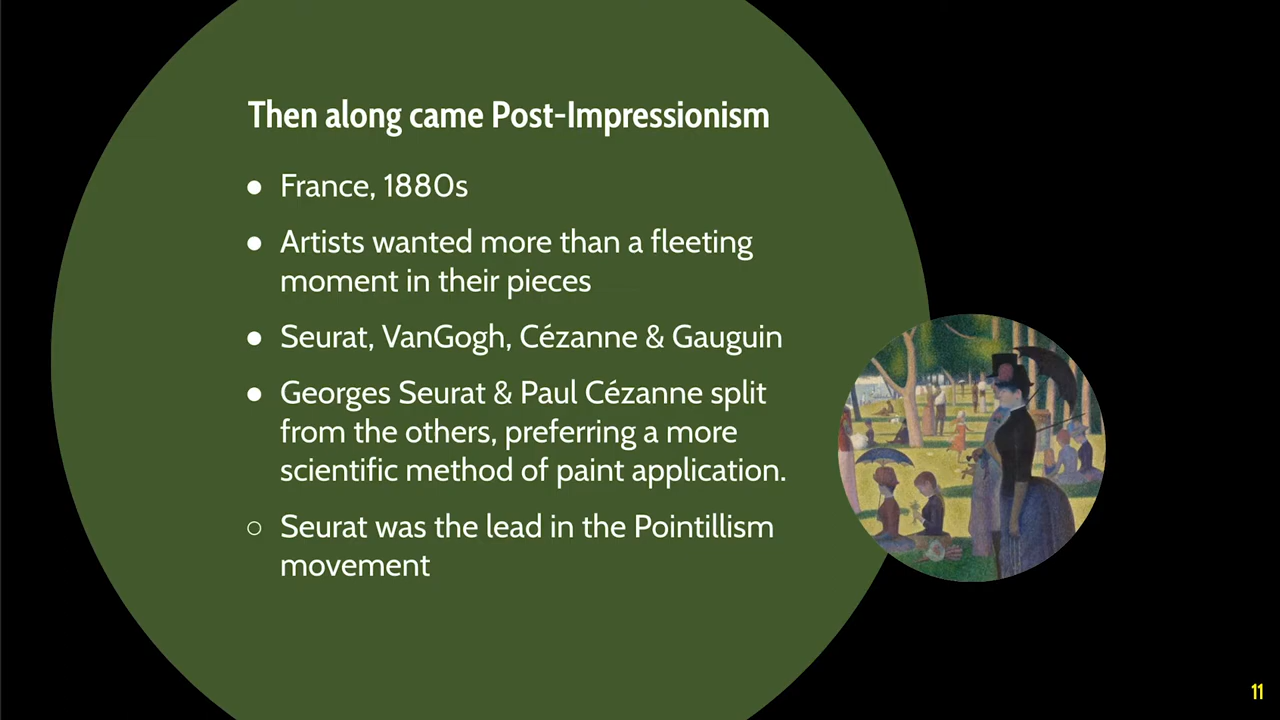 Then along came Post-Impressionism
● France, 1880s
● Artists wanted more than a fleeting
moment in their pieces
● Seurat, VanGogh, Cézanne & Gauguin
● Georges Seurat & Paul Cézanne split
from the others, preferring a more
scientific method of paint application.
○ Seurat was the lead in the Pointillism
movement
11